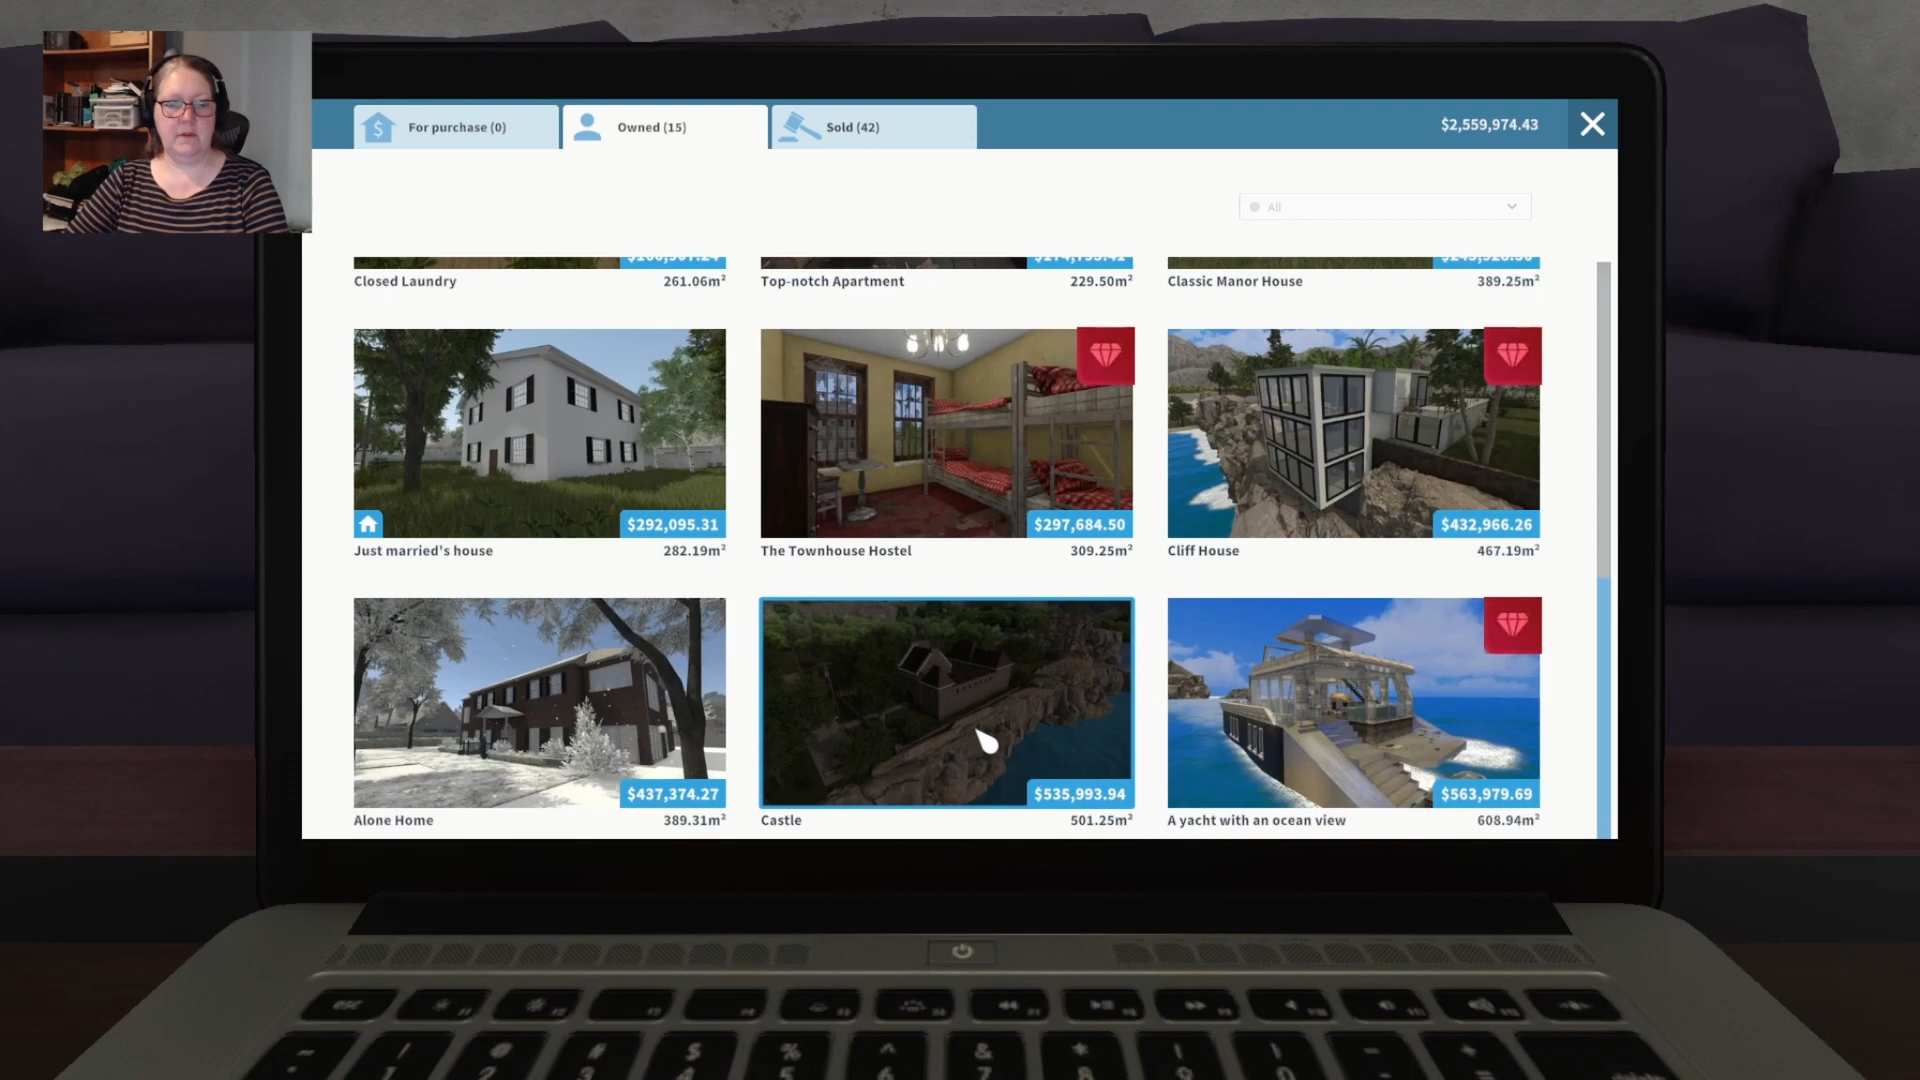 For purchase (0)
Owned (15)
Sold (42)
$2,559,974.43
All
Closed Laundry
261.06m²
Top-notch Apartment
229.50m²
Classic Manor House
389.25m²
$292,095.31
Just married's house
282.19m²
$297,684.50
The Townhouse Hostel
309.25m²
$432,966.26
Cliff House
467.19m²
$437,374.27
Alone Home
389.31m²
$535,993.94
Castle
501.25m²
$563,979.69
A yacht with an ocean view
608.94m²
esc